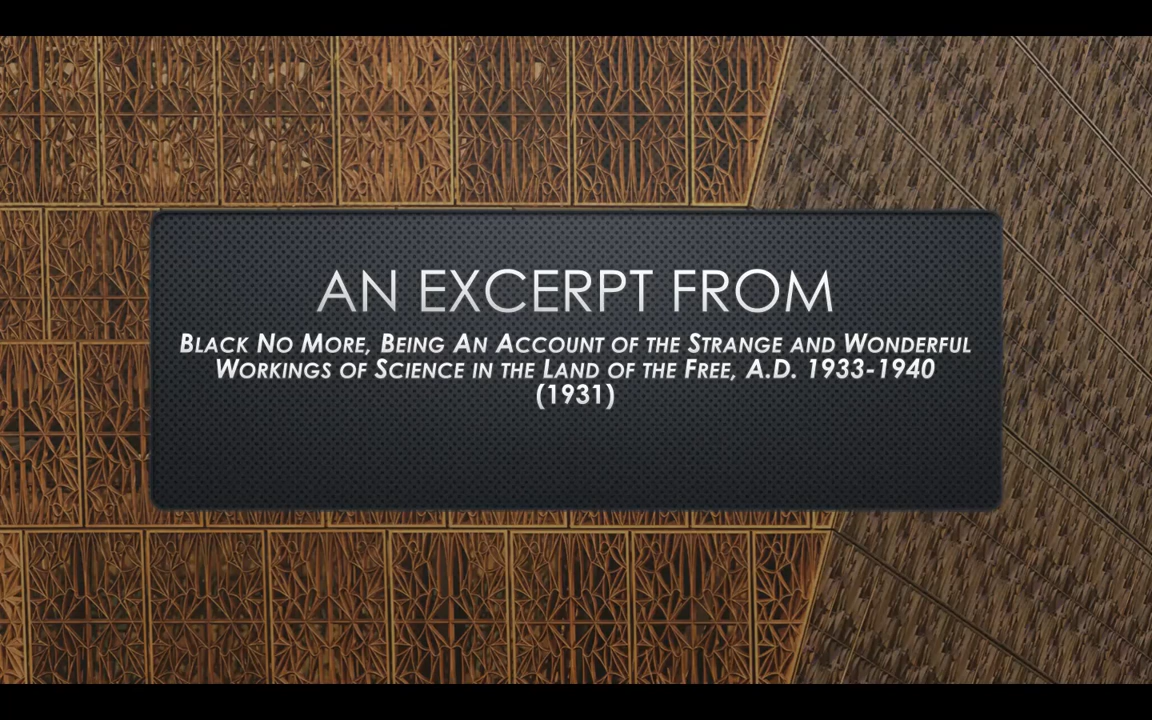 AN EXCERPT FROM
BLACK NO MORE, BEING AN ACCOUNT OF THE STRANGE AND WONDERFUL
WORKINGS OF SCIENCE IN THE LAND OF THE FREE, A.D. 1933-1940
(1931)